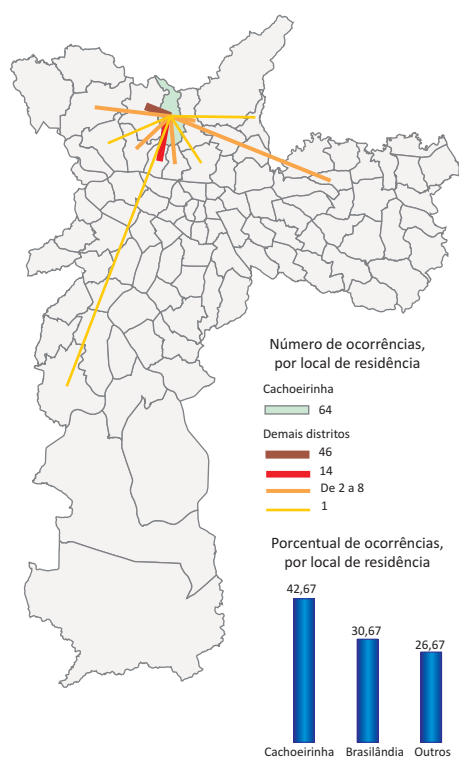 Número de ocorrências,
por local de residência
Cachoeirinha
64
Demais distritos
46
14
De 2 a 8
1
Porcentual de ocorrências,
por local de residência
42,67
30,67
26,67
Cachoeirinha Brasilândia Outros